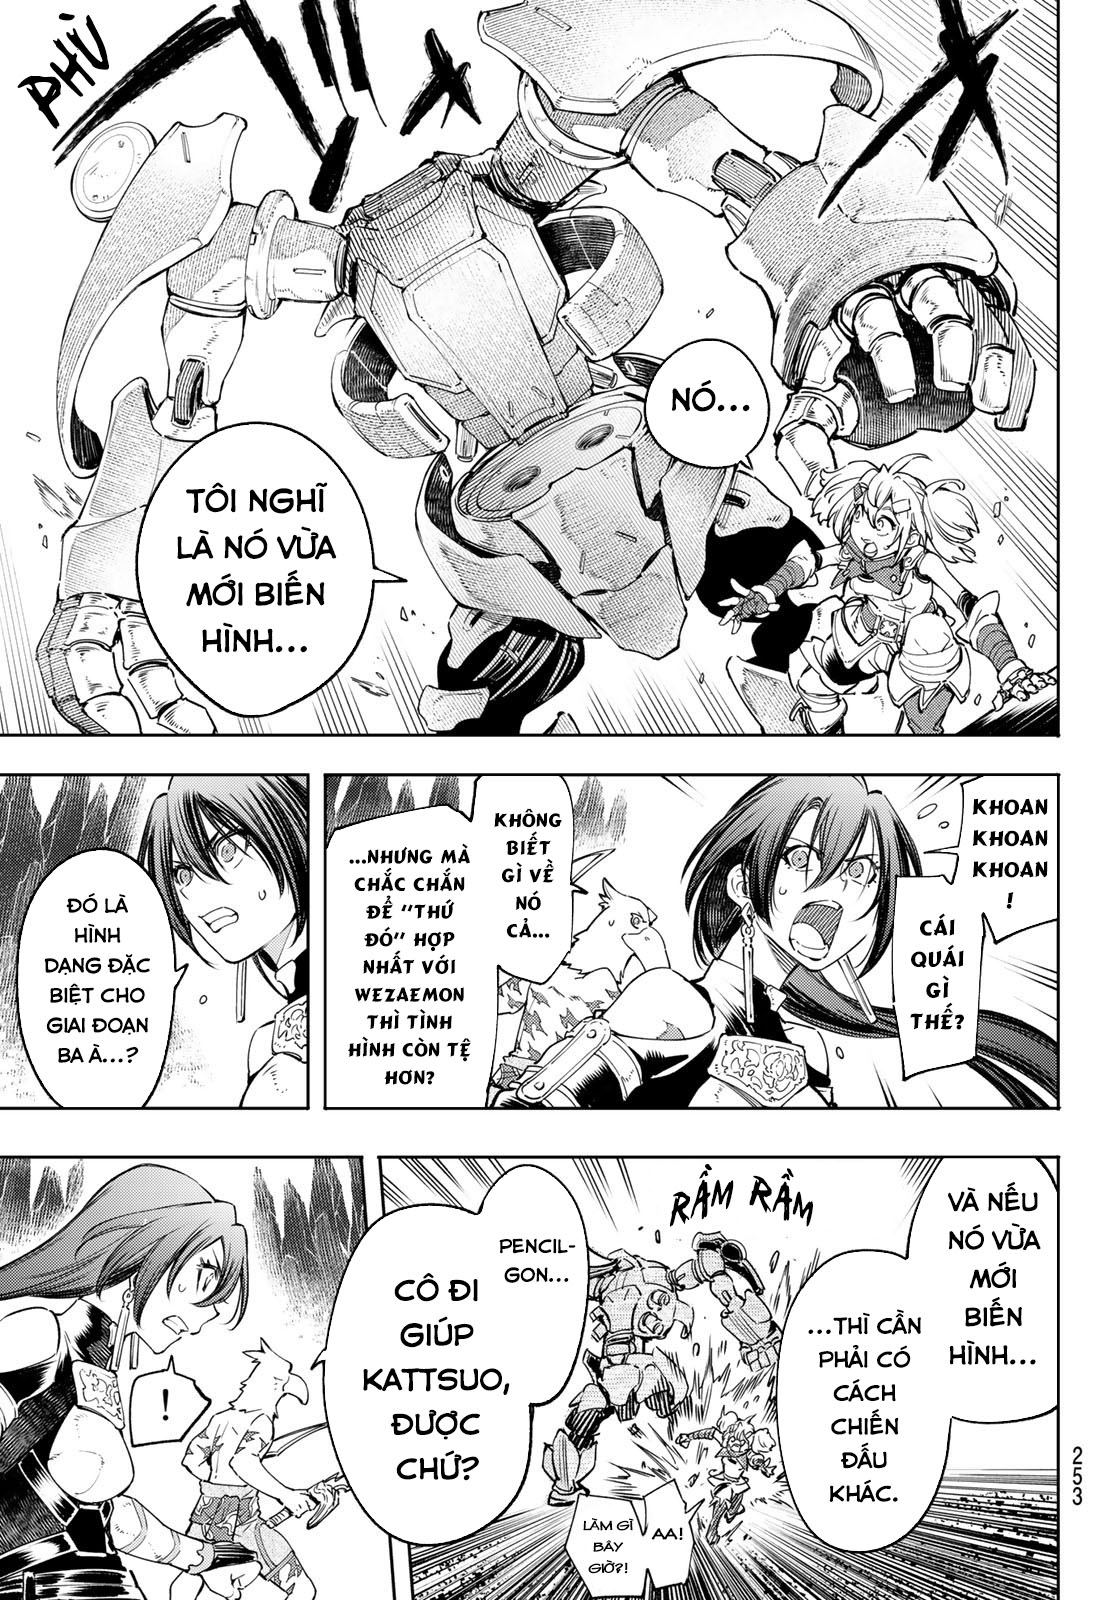 PHÙ
NÓ...
TÔI NGHĨ
LÀ NÓ VỪA
MỚI BIẾN
HÌNH...
KHOAN
KHOAN
KHOAN
!
CÁI
QUÁI
GÌ
THẾ?
KHÔNG
BIẾT
GÌ VỀ
NÓ
CẢ...
...NHƯNG MÀ
CHẮC CHẮN
ĐỂ "THỨ
ĐÓ" HỢP
NHẤT VỚI
WEZAEMON
THÌ TÌNH
HÌNH CÒN TỆ
HƠN?
ĐÓ LÀ
HÌNH
DẠNG ĐẶC
BIỆT CHO
GIAI ĐOẠN
BA À...?
VÀ NẾU
NÓ VỪA
MỚI
BIẾN
HÌNH...
...THÌ CẦN
PHẢI CÓ
CÁCH
CHIẾN
ĐẤU
KHÁC.
RẦM RẦM
AA!
LÀM GÌ
BÂY
GIỜ?!
PENCIL-
GON...
CÔ ĐI
GIÚP
KATTSUO,
ĐƯỢC
CHỨ?
!
253